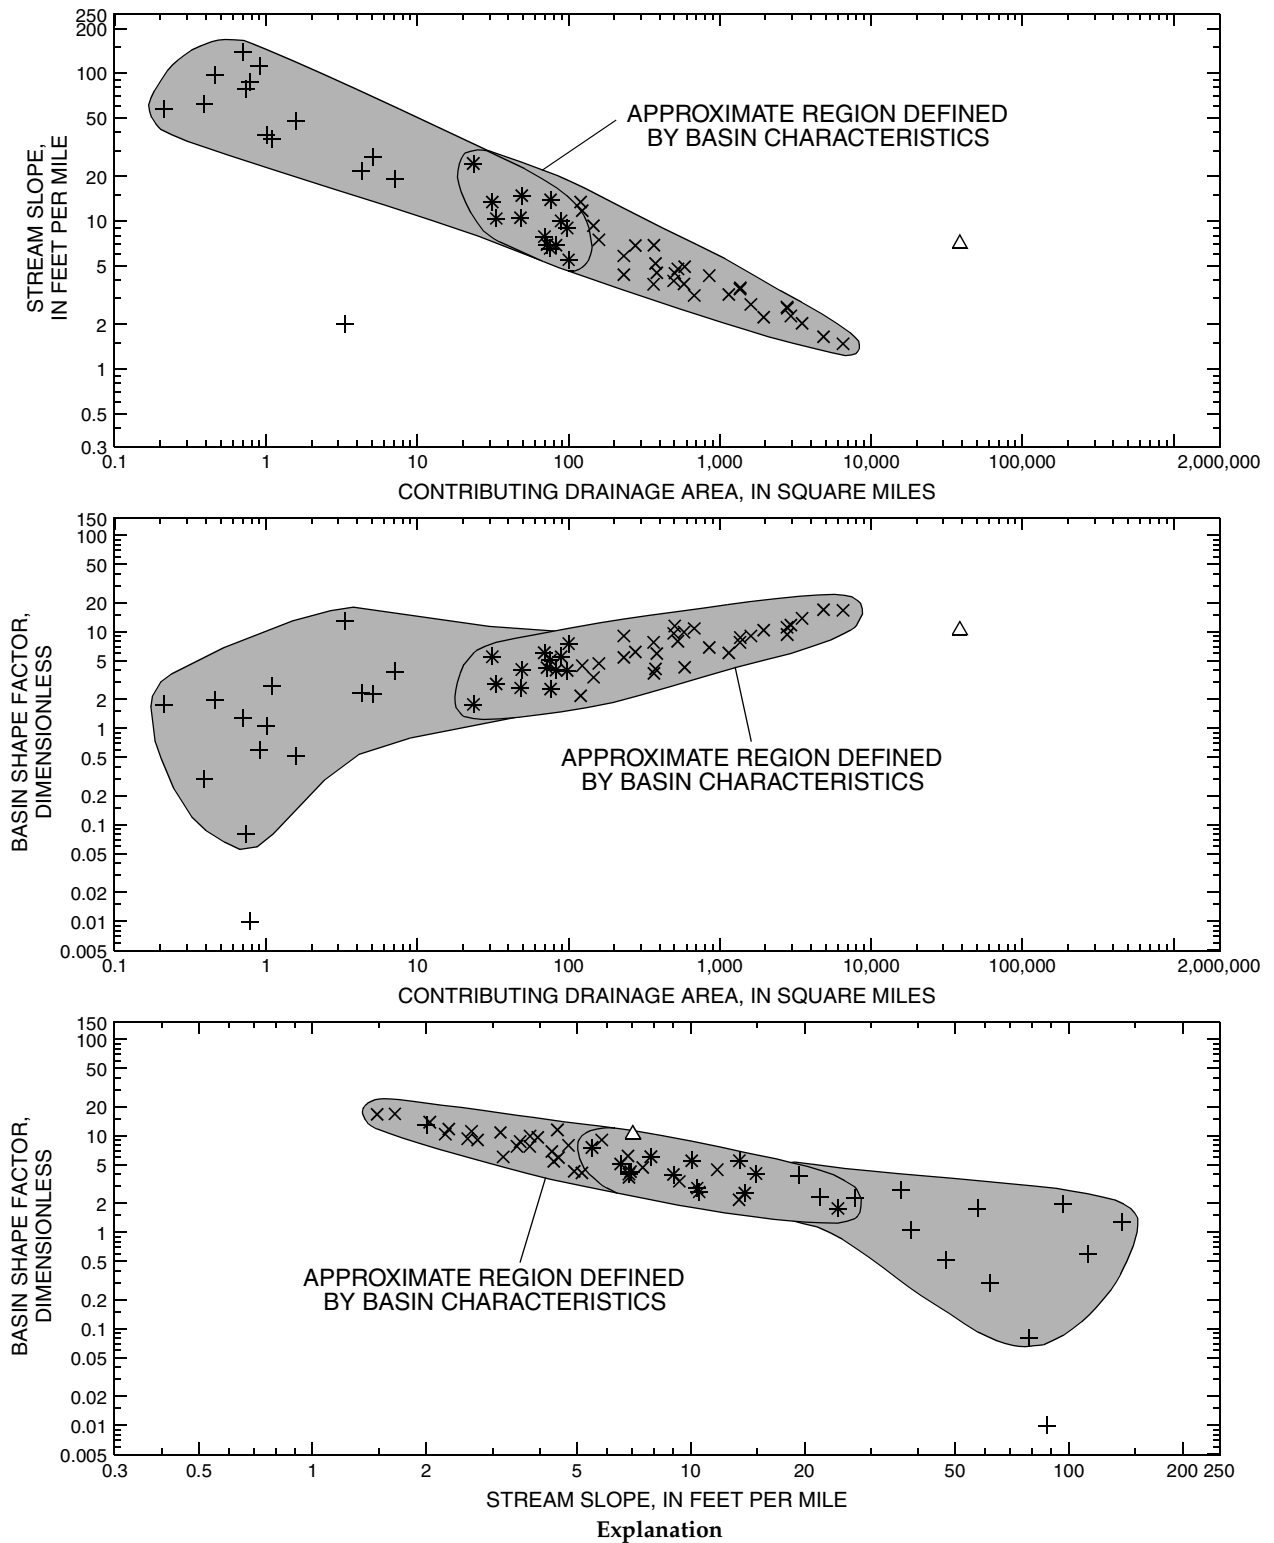 250
200
100
50
20
10
5
2
1
0.5
0.3
STREAM SLOPE,
IN FEET PER MILE
APPROXIMATE REGION DEFINED
BY BASIN CHARACTERISTICS
0.1 1 10 100 1,000 10,000 100,000 2,000,000
CONTRIBUTING DRAINAGE AREA, IN SQUARE MILES
150
100
50
20
10
5
2
1
0.5
0.2
0.1
0.05
0.02
0.01
0.005
BASIN SHAPE FACTOR,
DIMENSIONLESS
APPROXIMATE REGION DEFINED
BY BASIN CHARACTERISTICS
0.1 1 10 100 1,000 10,000 100,000 2,000,000
CONTRIBUTING DRAINAGE AREA, IN SQUARE MILES
150
100
50
20
10
5
2
1
0.5
0.2
0.1
0.05
0.02
0.01
0.005
BASIN SHAPE FACTOR,
DIMENSIONLESS
APPROXIMATE REGION DEFINED
BY BASIN CHARACTERISTICS
0.3 0.5 1 2 5 10 20 50 100 200 250
STREAM SLOPE, IN FEET PER MILE
Explanation